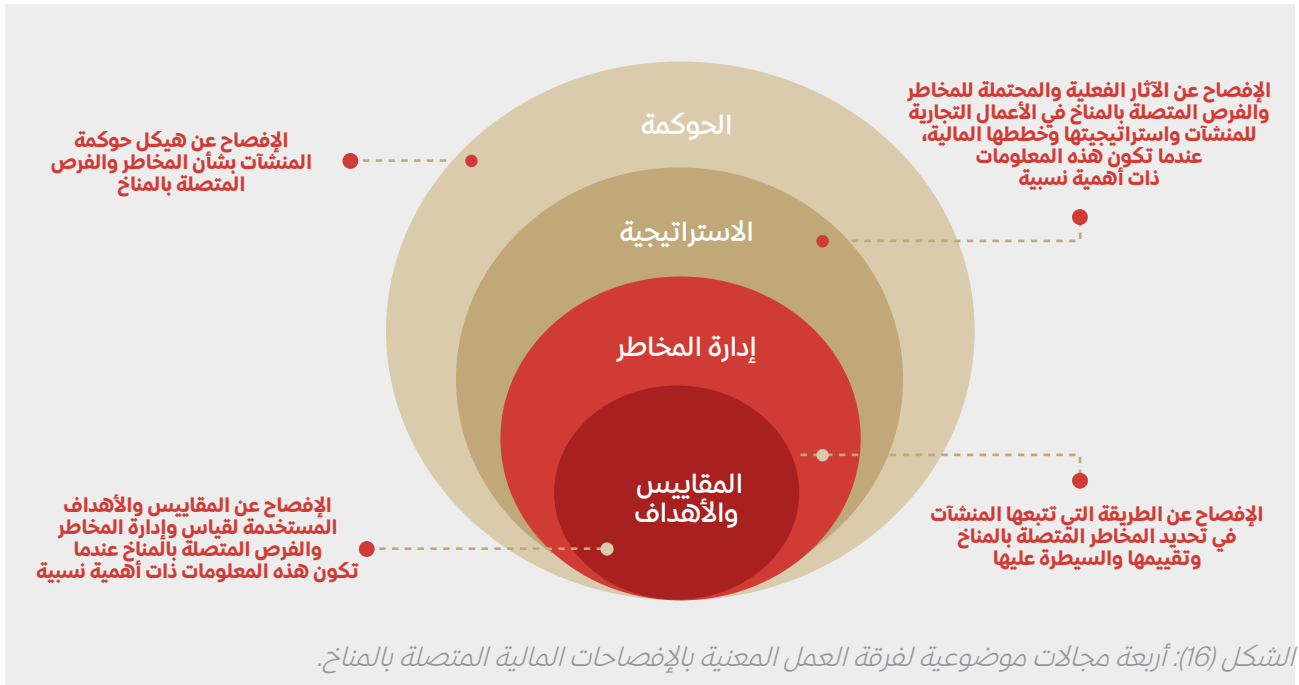 الحوكمة
الاستراتيجية
إدارة المخاطر
المقاييس
والأهداف
الإفصاح عن الآثار الفعلية والمحتملة للمخاطر
والفرص المتصلة بالمناخ في الأعمال التجارية
للمنشآت واستراتيجيتها وخططها المالية،
عندما تكون هذه المعلومات
ذات أهمية نسبية
الإفصاح عن هيكل حوكمة
المنشآت بشأن المخاطر والفرص
المتصلة بالمناخ
الإفصاح عن الطريقة التي تتبعها المنشآت
في تحديد المخاطر المتصلة بالمناخ
وتقييمها والسيطرة عليها
الإفصاح عن المقاييس والأهداف
المستخدمة لقياس وإدارة المخاطر
والفرص المتصلة بالمناخ عندما
تكون هذه المعلومات ذات أهمية نسبية
الشكل (16): أربعة مجالات موضوعية لفرقة العمل المعنية بالإفصاحات المالية المتصلة بالمناخ.